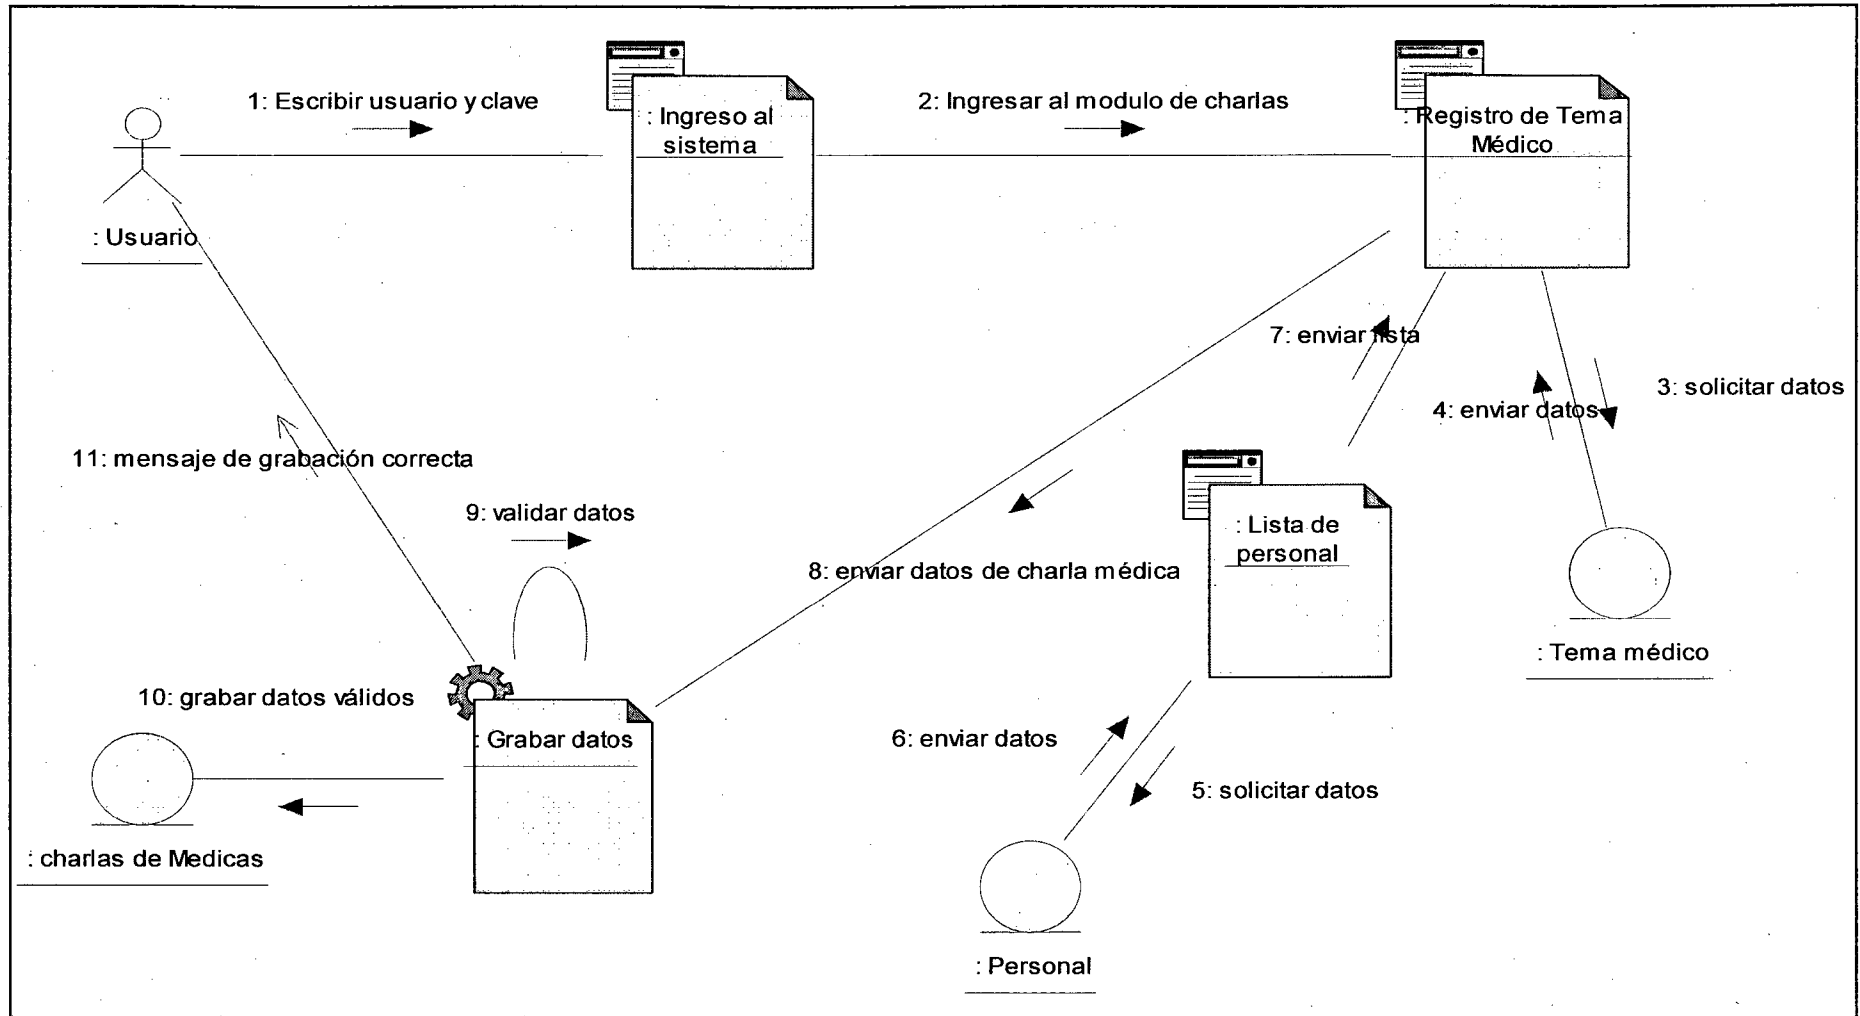 1: Escribir usuario y clave
: Ingreso al
sistema
2: Ingresar al modulo de charlas
: Registro de Tema
Médico
: Usuario
7: enviar lista
3: solicitar datos
4: enviar datos
11: mensaje de grabación correcta
9: validar datos
: Lista de
personal
8: enviar datos de charla médica
: Tema médico
10: grabar datos válidos
: Grabar datos
6: enviar datos
5: solicitar datos
: charlas de Medicas
: Personal